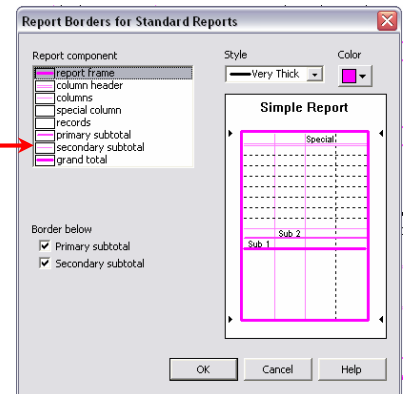 Report Borders for Standard Reports
Report component
report frame
column header
columns
special column
records
primary subtotal
secondary subtotal
grand total
Style
Very Thick
Color
Simple Report
Special
Sub 2
Sub 1
Border below
Primary subtotal
Secondary subtotal
OK
Cancel
Help